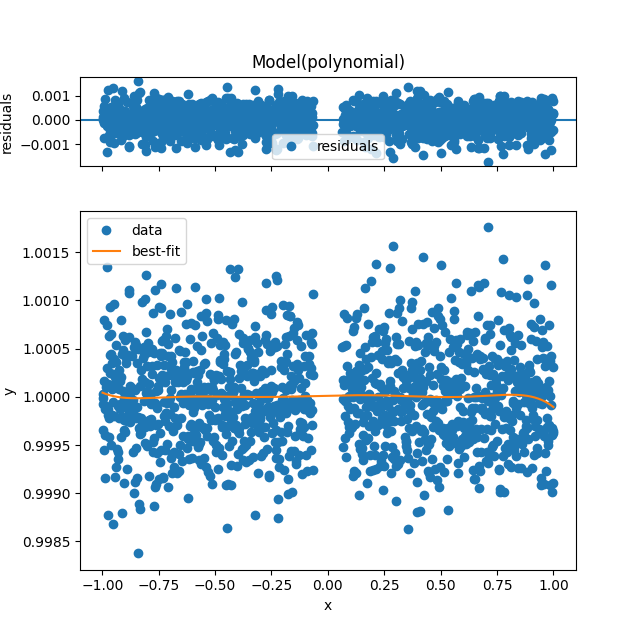 Model(polynomial)
residuals
0.001
0.000
−0.001
residuals
data
best-fit
y
1.0015
1.0010
1.0005
1.0000
0.9995
0.9990
0.9985
−1.00 −0.75 −0.50 −0.25 0.00 0.25 0.50 0.75 1.00
x